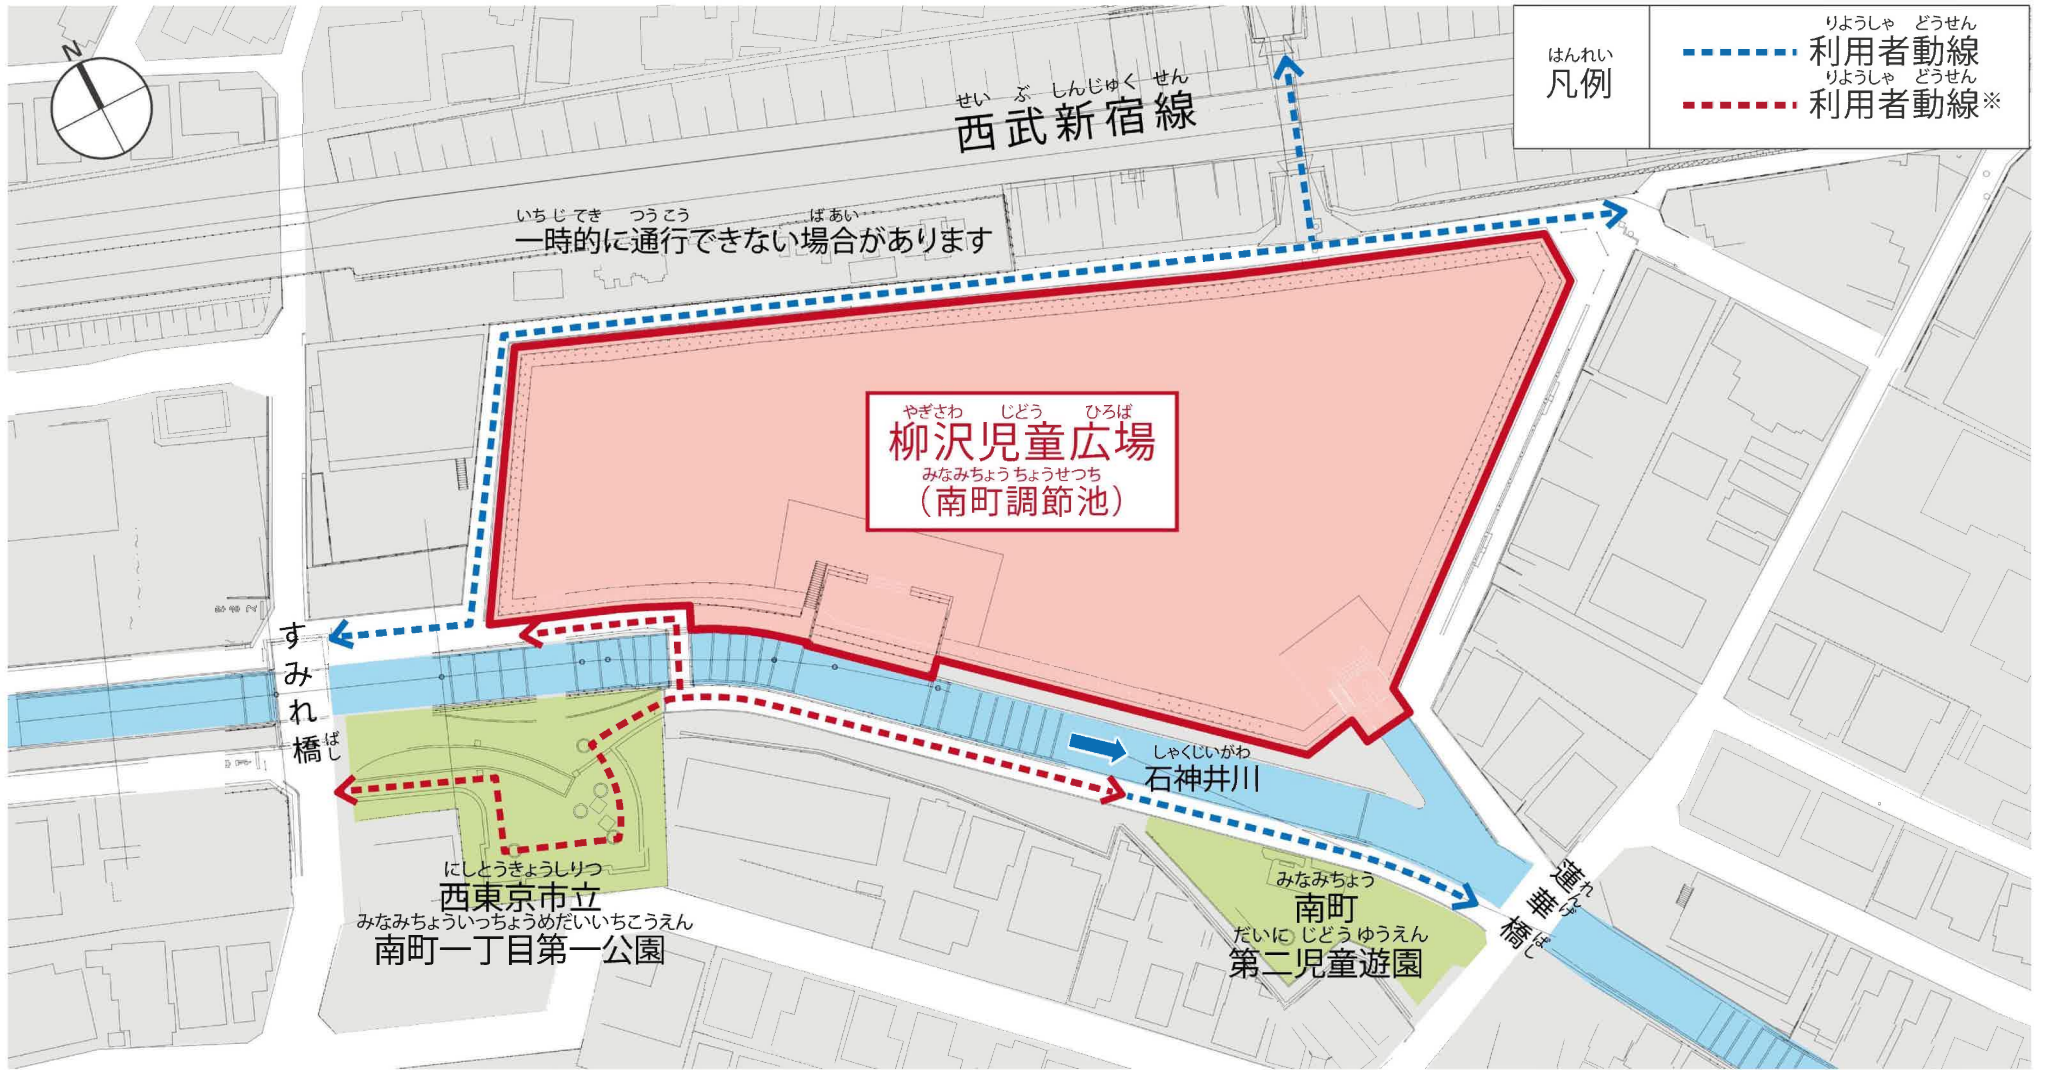 N
はんれい
凡例
りようしゃ どうせん
利用者動線
りようしゃ どうせん
利用者動線※
せい ぶ しんじゅく せん
西武新宿線
いちじてき つうこう ばあい
一時的に通行できない場合があります
やぎさわ じどう ひろば
柳沢児童広場
みなみちょうちょうせつち
（南町調節池）
すみれ橋
ばし
しゃくじいがわ
石神井川
にしとうきょうしりつ
西東京市立
みなみちょういっちょうめだいいちこうえん
南町一丁目第一公園
みなみちょう
南町
だいに じどうゆうえん
第二児童遊園
蓮華橋
れんげ ばし